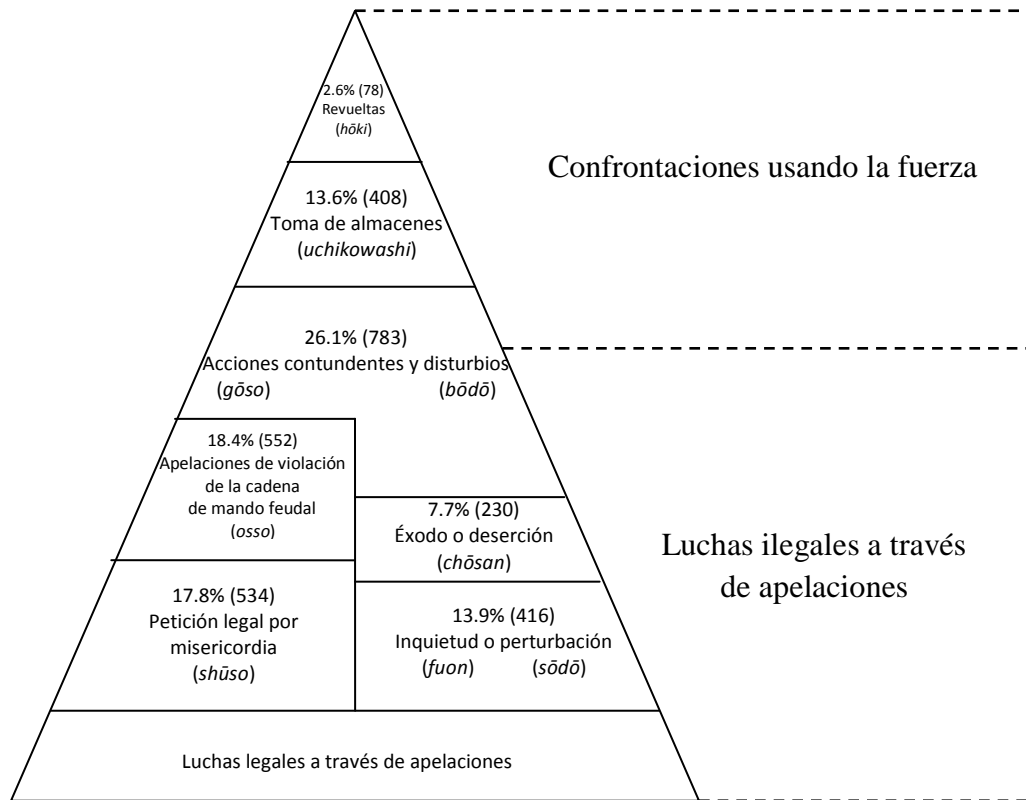 2.6% (78)
Revueltas
(hōki)
Confrontaciones usando la fuerza
13.6% (408)
Toma de almacenes
(uchikowashi)
26.1% (783)
Acciones contundentes y disturbios
(gōso) (bōdō)
18.4% (552)
Apelaciones de violación
de la cadena
de mando feudal
(osso)
7.7% (230)
Éxodo o deserción
(chōsan)
Luchas ilegales a través
de apelaciones
17.8% (534)
Petición legal por
misericordia
(shūso)
13.9% (416)
Inquietud o perturbación
(fuon) (sōdō)
Luchas legales a través de apelaciones